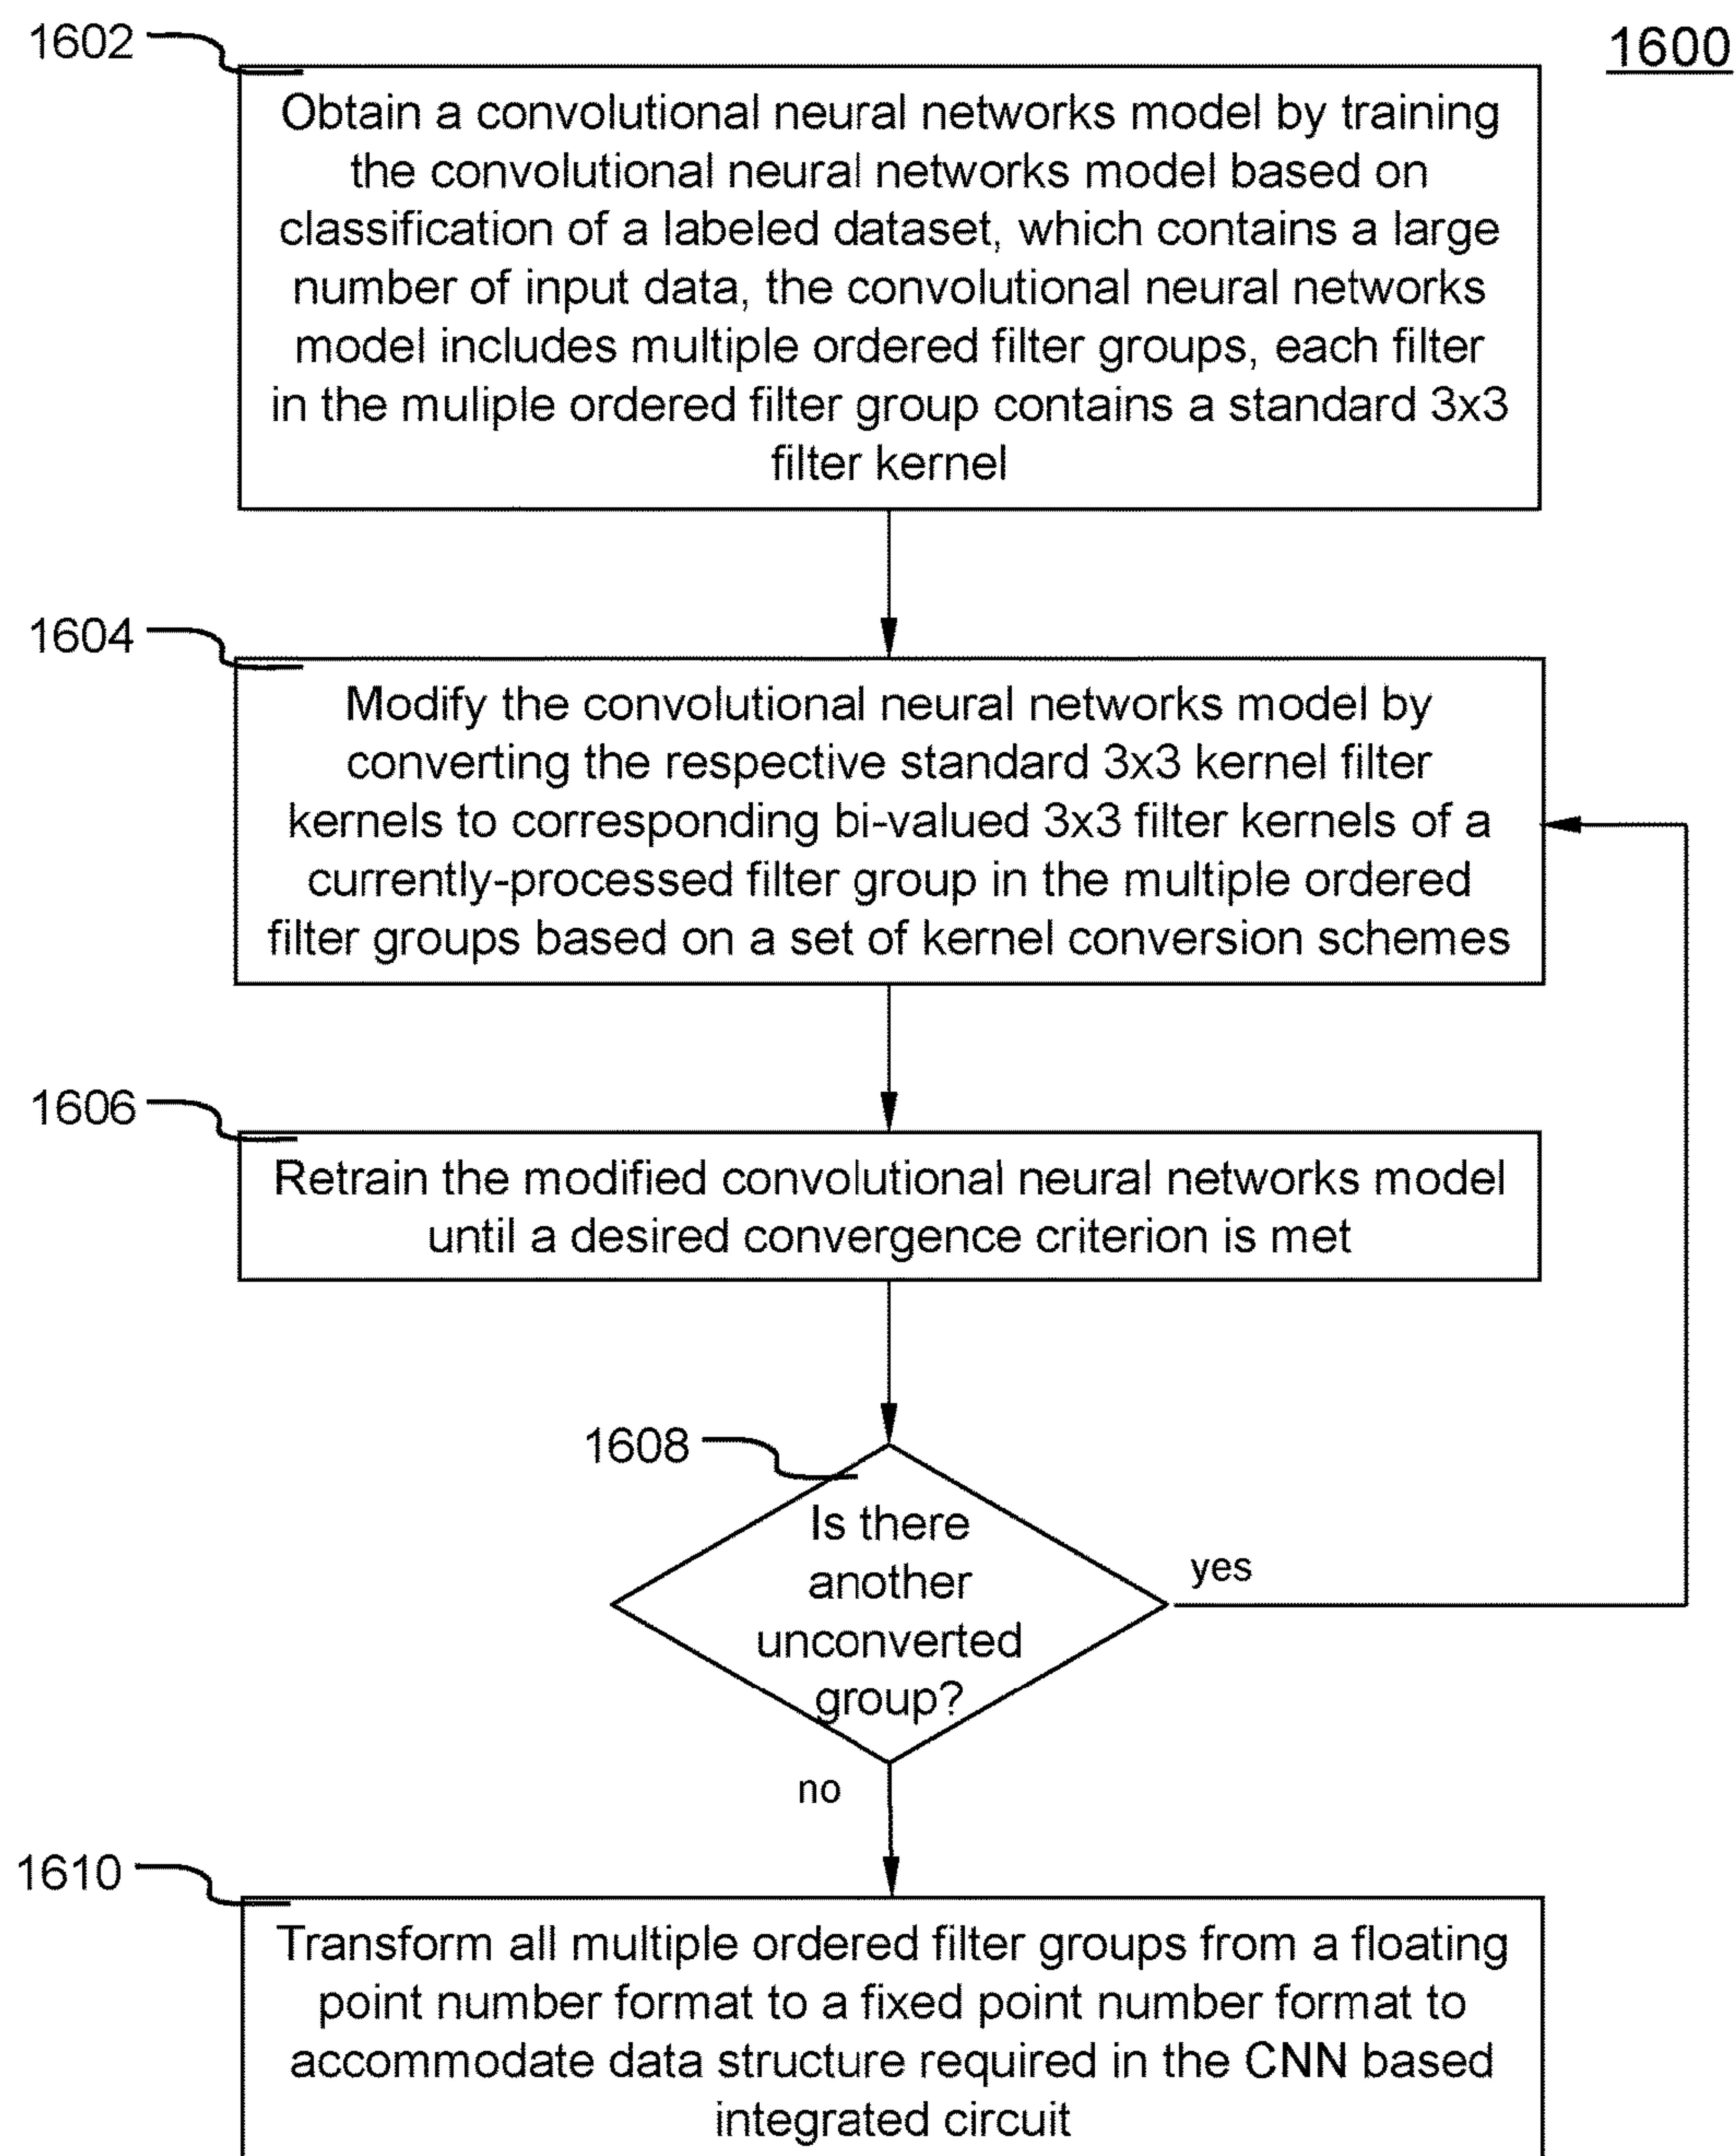 1602
1600
Obtain a convolutional neural networks model by training
the convolutional neural networks model based on
classification of a labeled dataset, which contains a large
number of input data, the convolutional neural networks
model includes multiple ordered filter groups, each filter
in the muliple ordered filter group contains a standard 3x3
filter kernel
1604
Modify the convolutional neural networks model by
converting the respective standard 3x3 kernel filter
kernels to corresponding bi-valued 3x3 filter kernels of a
currently-processed filter group in the multiple ordered
filter groups based on a set of kernel conversion schemes
1606
Retrain the modified convolutional neural networks model
until a desired convergence criterion is met
1608
Is there
another
unconverted
group?
yes
no
1610
Transform all multiple ordered filter groups from a floating
point number format to a fixed point number format to
accommodate data structure required in the CNN based
integrated circuit